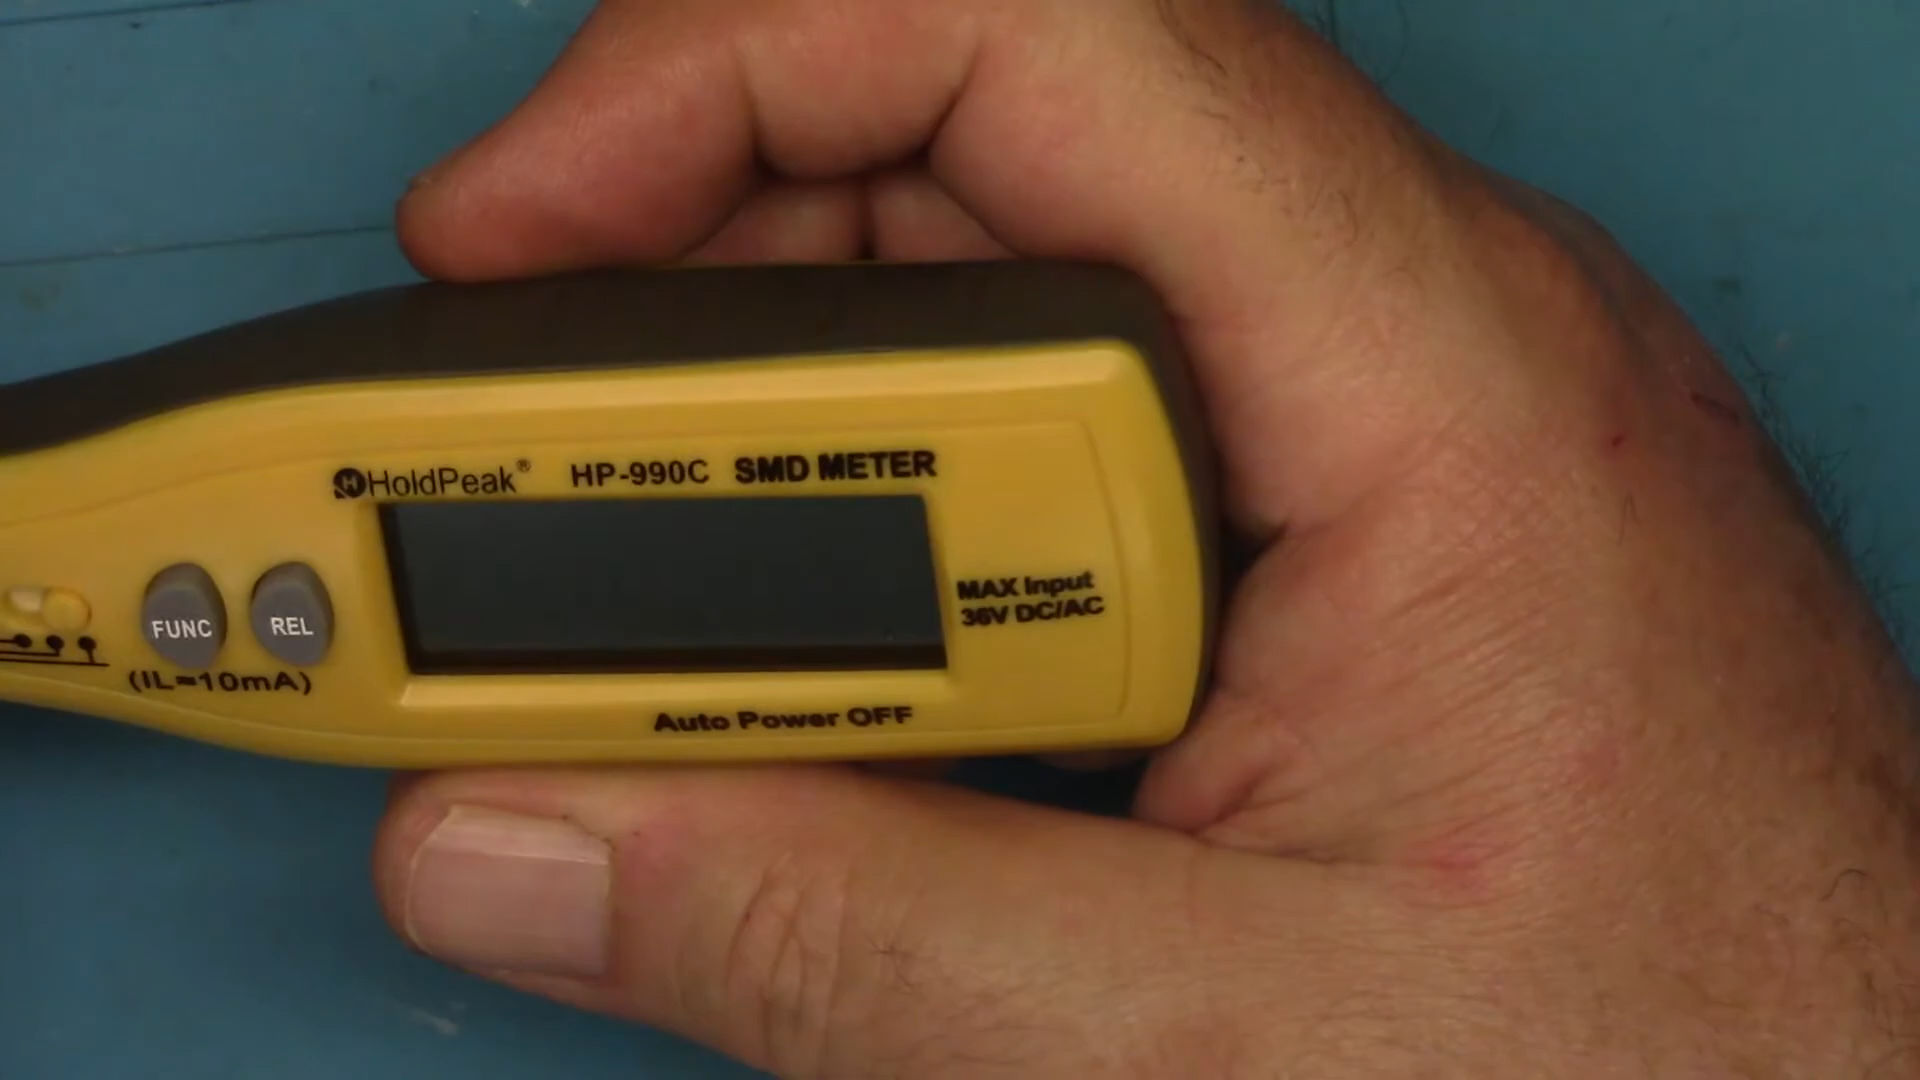 HoldPeak® HP-990C SMD METER
MAX Input
36V DC/AC
FUNC REL
(IL≈10mA)
Auto Power OFF